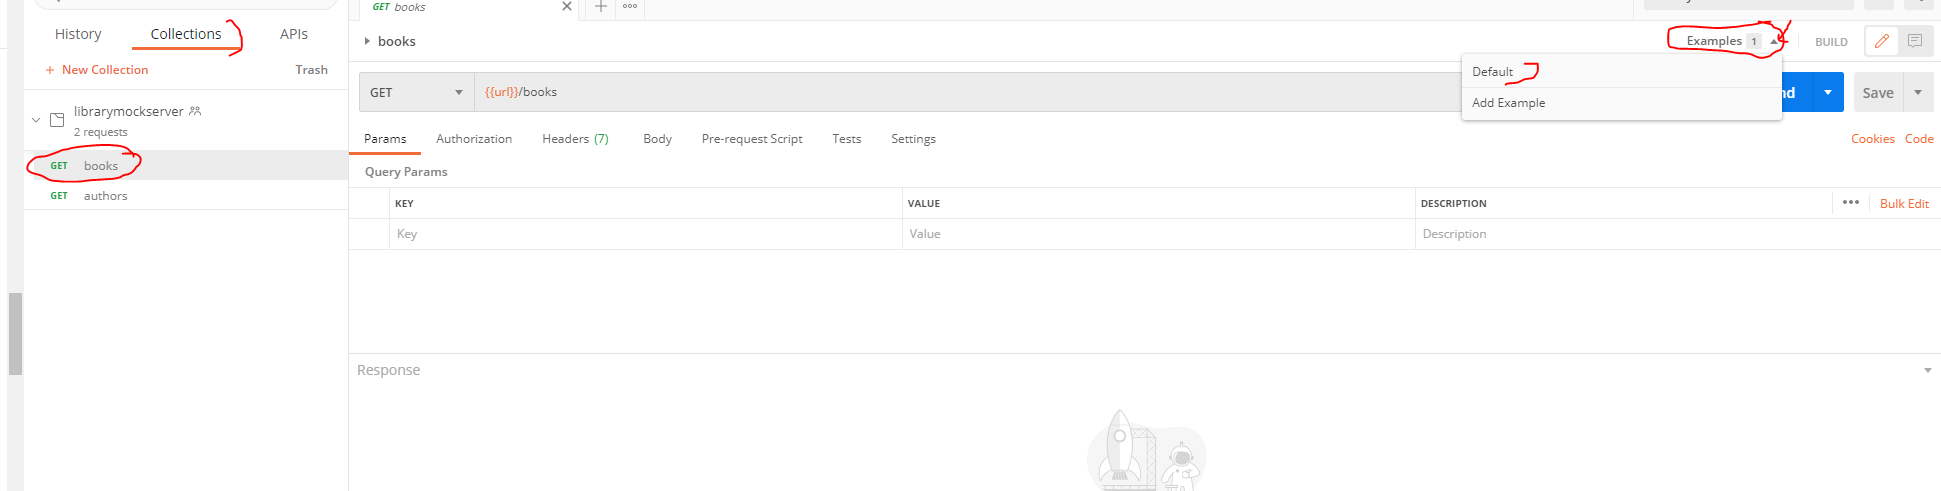 GET books
History Collections APIs
+ New Collection Trash
librarymockserver
2 requests
GET books
GET authors
books
Examples 1
BUILD
Default
Add Example
GET {{url}}/books
nd Save
Params Authorization Headers (7) Body Pre-request Script Tests Settings
Cookies Code
Query Params
KEY VALUE DESCRIPTION
Bulk Edit
Key Value Description
Response